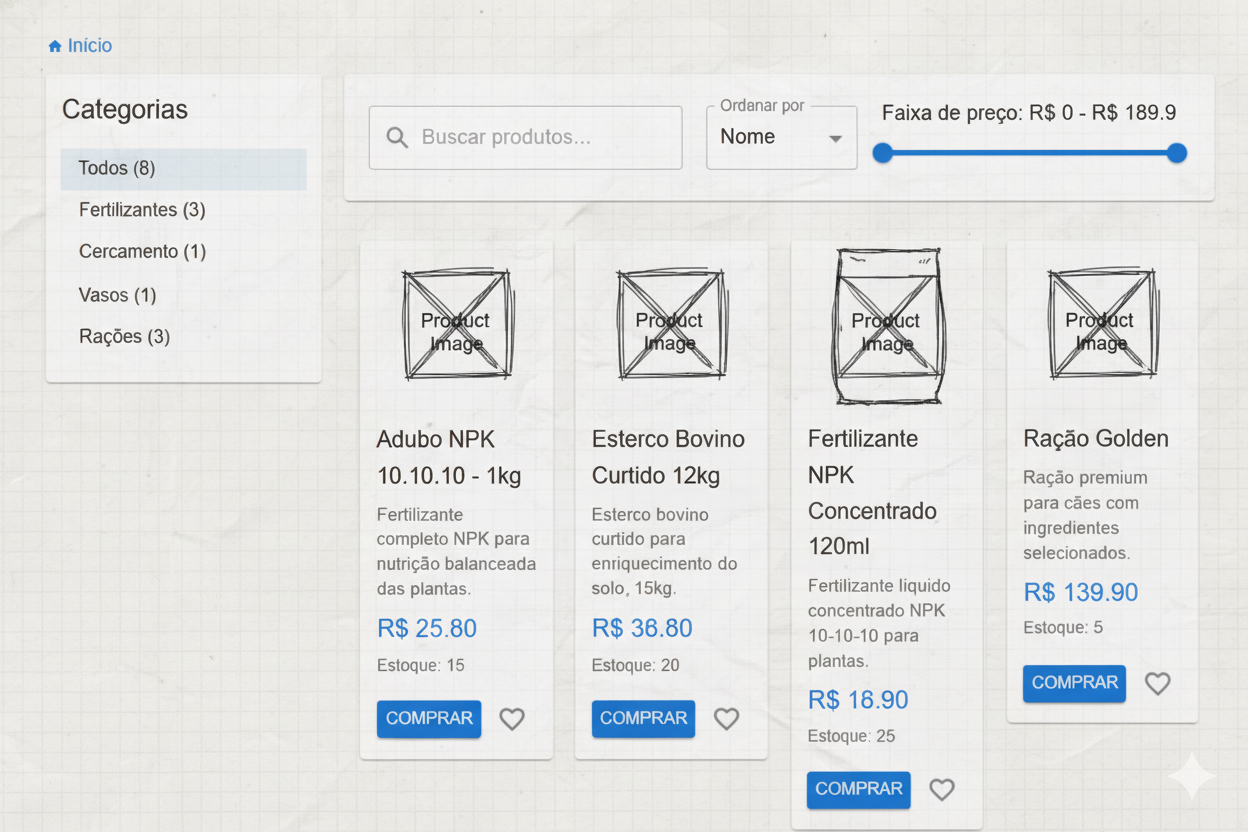 Início
Categorias
Todos (8)
Fertilizantes (3)
Cercamento (1)
Vasos (1)
Rações (3)
Buscar produtos...
Ordanar por
Nome
Faixa de preço: R$ 0 - R$ 189.9
Product
Image
Adubo NPK
10.10.10 - 1kg
Fertilizante
completo NPK para
nutrição balanceada
das plantas.
R$ 25.80
Estoque: 15
COMPRAR
Product
Image
Esterco Bovino
Curtido 12kg
Esterco bovino
curtido para
enriquecimento do
solo, 15kg.
R$ 36.80
Estoque: 20
COMPRAR
Product
Image
Fertilizante
NPK
Concentrado
120ml
Fertilizante liquido
concentrado NPK
10-10-10 para
plantas.
R$ 18.90
Estoque: 25
COMPRAR
Product
Image
Ração Golden
Ração premium
para cães com
ingredientes
selecionados.
R$ 139.90
Estoque: 5
COMPRAR